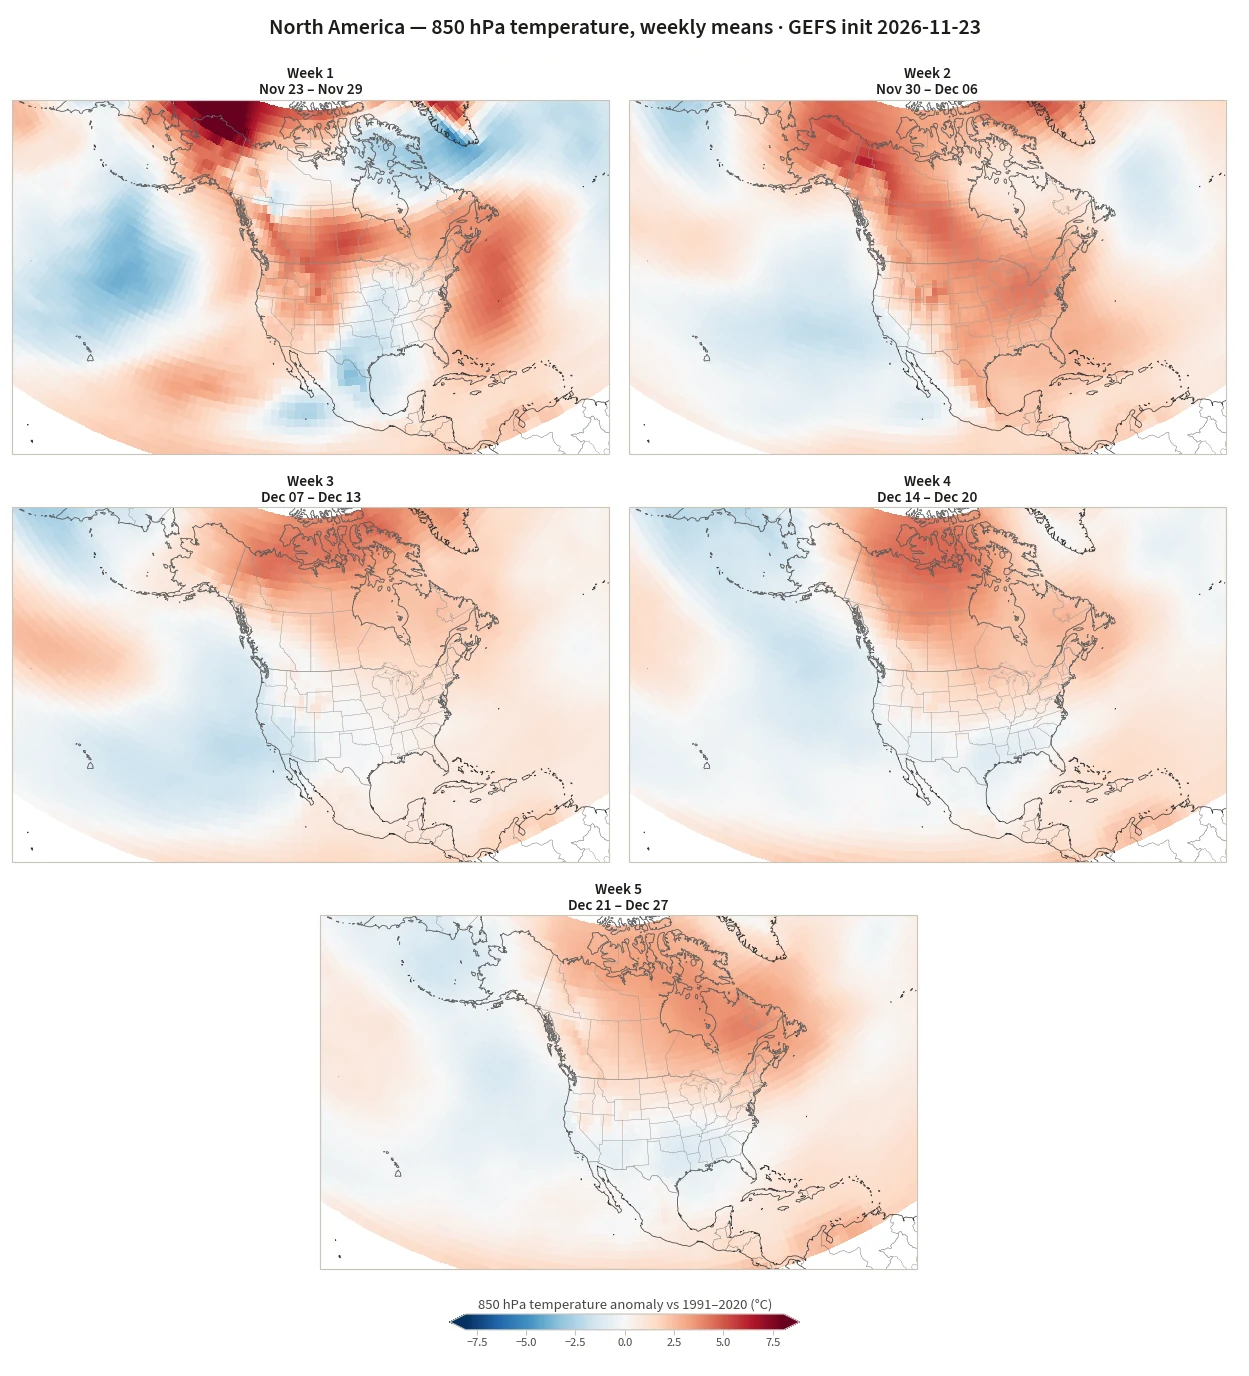 North America — 850 hPa temperature, weekly means · GEFS init 2026-11-23
Week 1
Nov 23 – Nov 29
Week 2
Nov 30 – Dec 06
Week 3
Dec 07 – Dec 13
Week 4
Dec 14 – Dec 20
Week 5
Dec 21 – Dec 27
850 hPa temperature anomaly vs 1991–2020 (°C)
−7.5 −5.0 −2.5 0.0 2.5 5.0 7.5